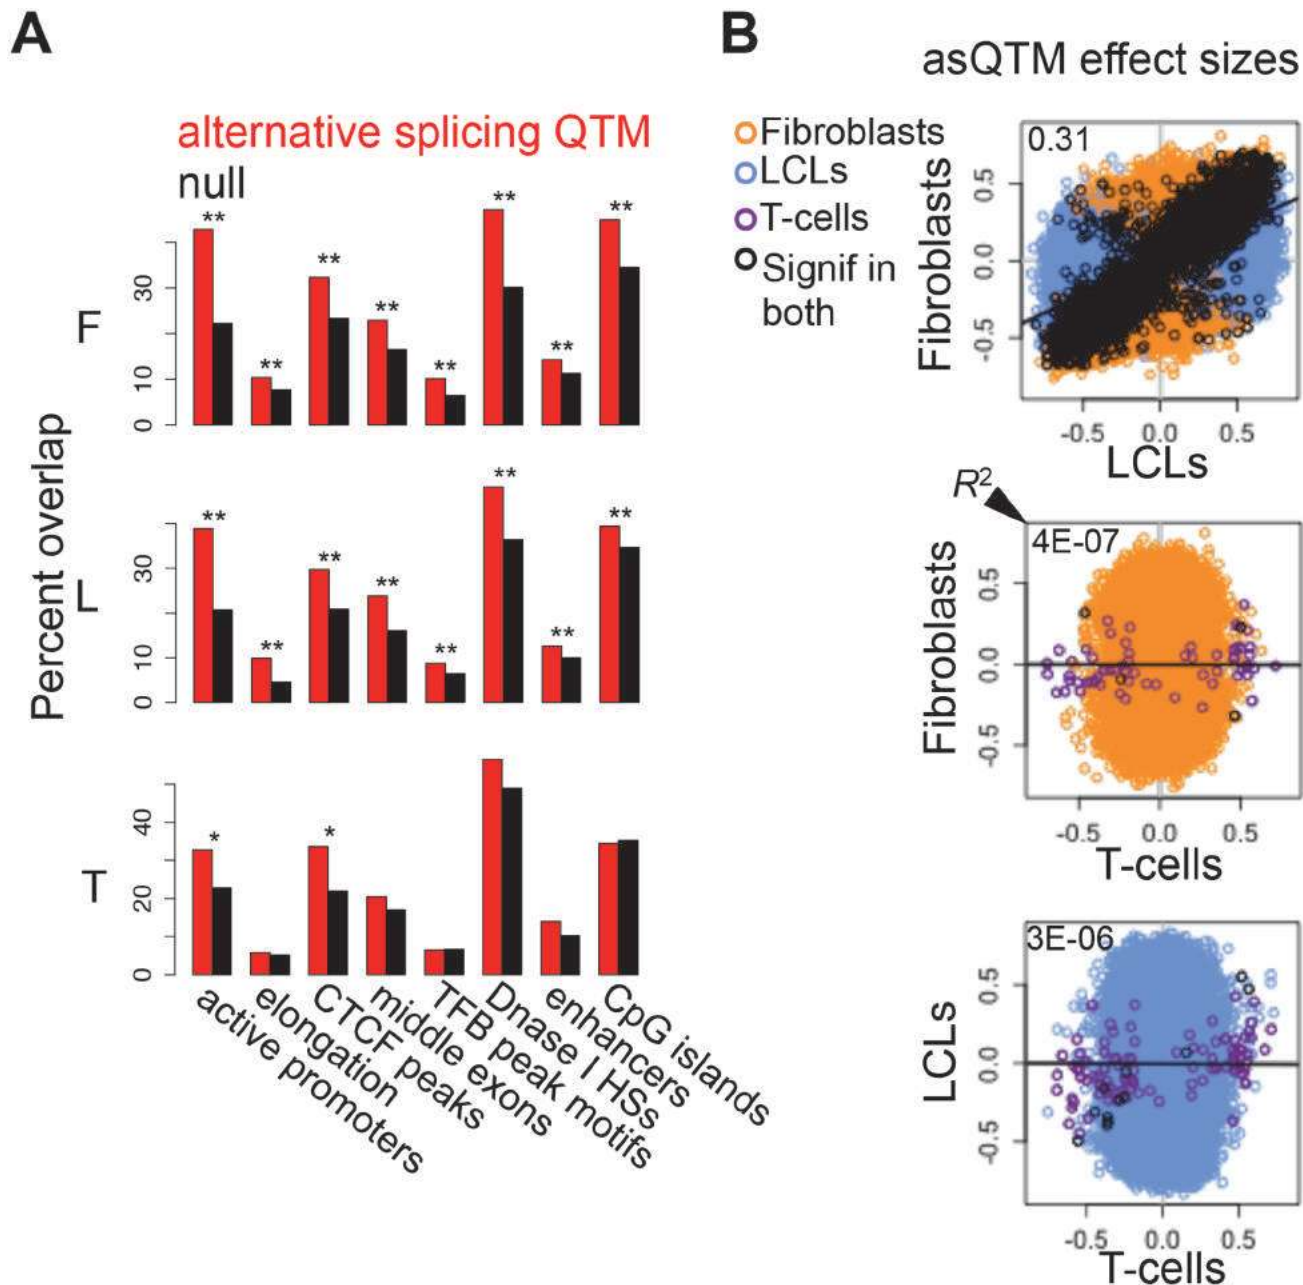 A
alternative splicing QTM
null
Percent overlap
F
0
10
30
** ** ** ** ** ** ** **
L
0
10
30
** ** ** ** ** ** ** **
T
0
20
40
* *
active promoters
elongation
CTCF peaks
middle exons
TFB peak motifs
Dnase I HSs
enhancers
CpG islands
B
asQTM effect sizes
Fibroblasts
LCLs
T-cells
Signif in
both
0.31
Fibroblasts
-0.5 0.0 0.5
-0.5 0.0 0.5
LCLs
R²
4E-07
Fibroblasts
-0.5 0.0 0.5
-0.5 0.0 0.5
T-cells
3E-06
LCLs
-0.5 0.0 0.5
-0.5 0.0 0.5
T-cells